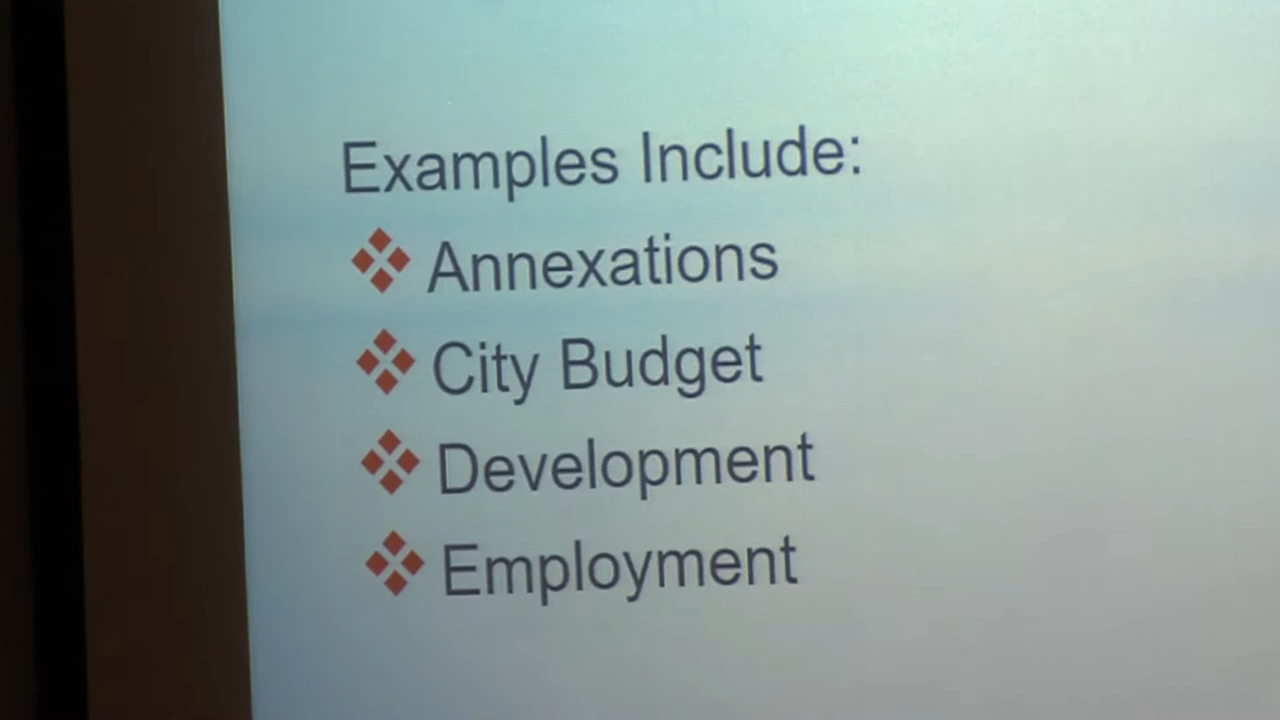 Examples Include:
❖ Annexations
❖ City Budget
❖ Development
❖ Employment